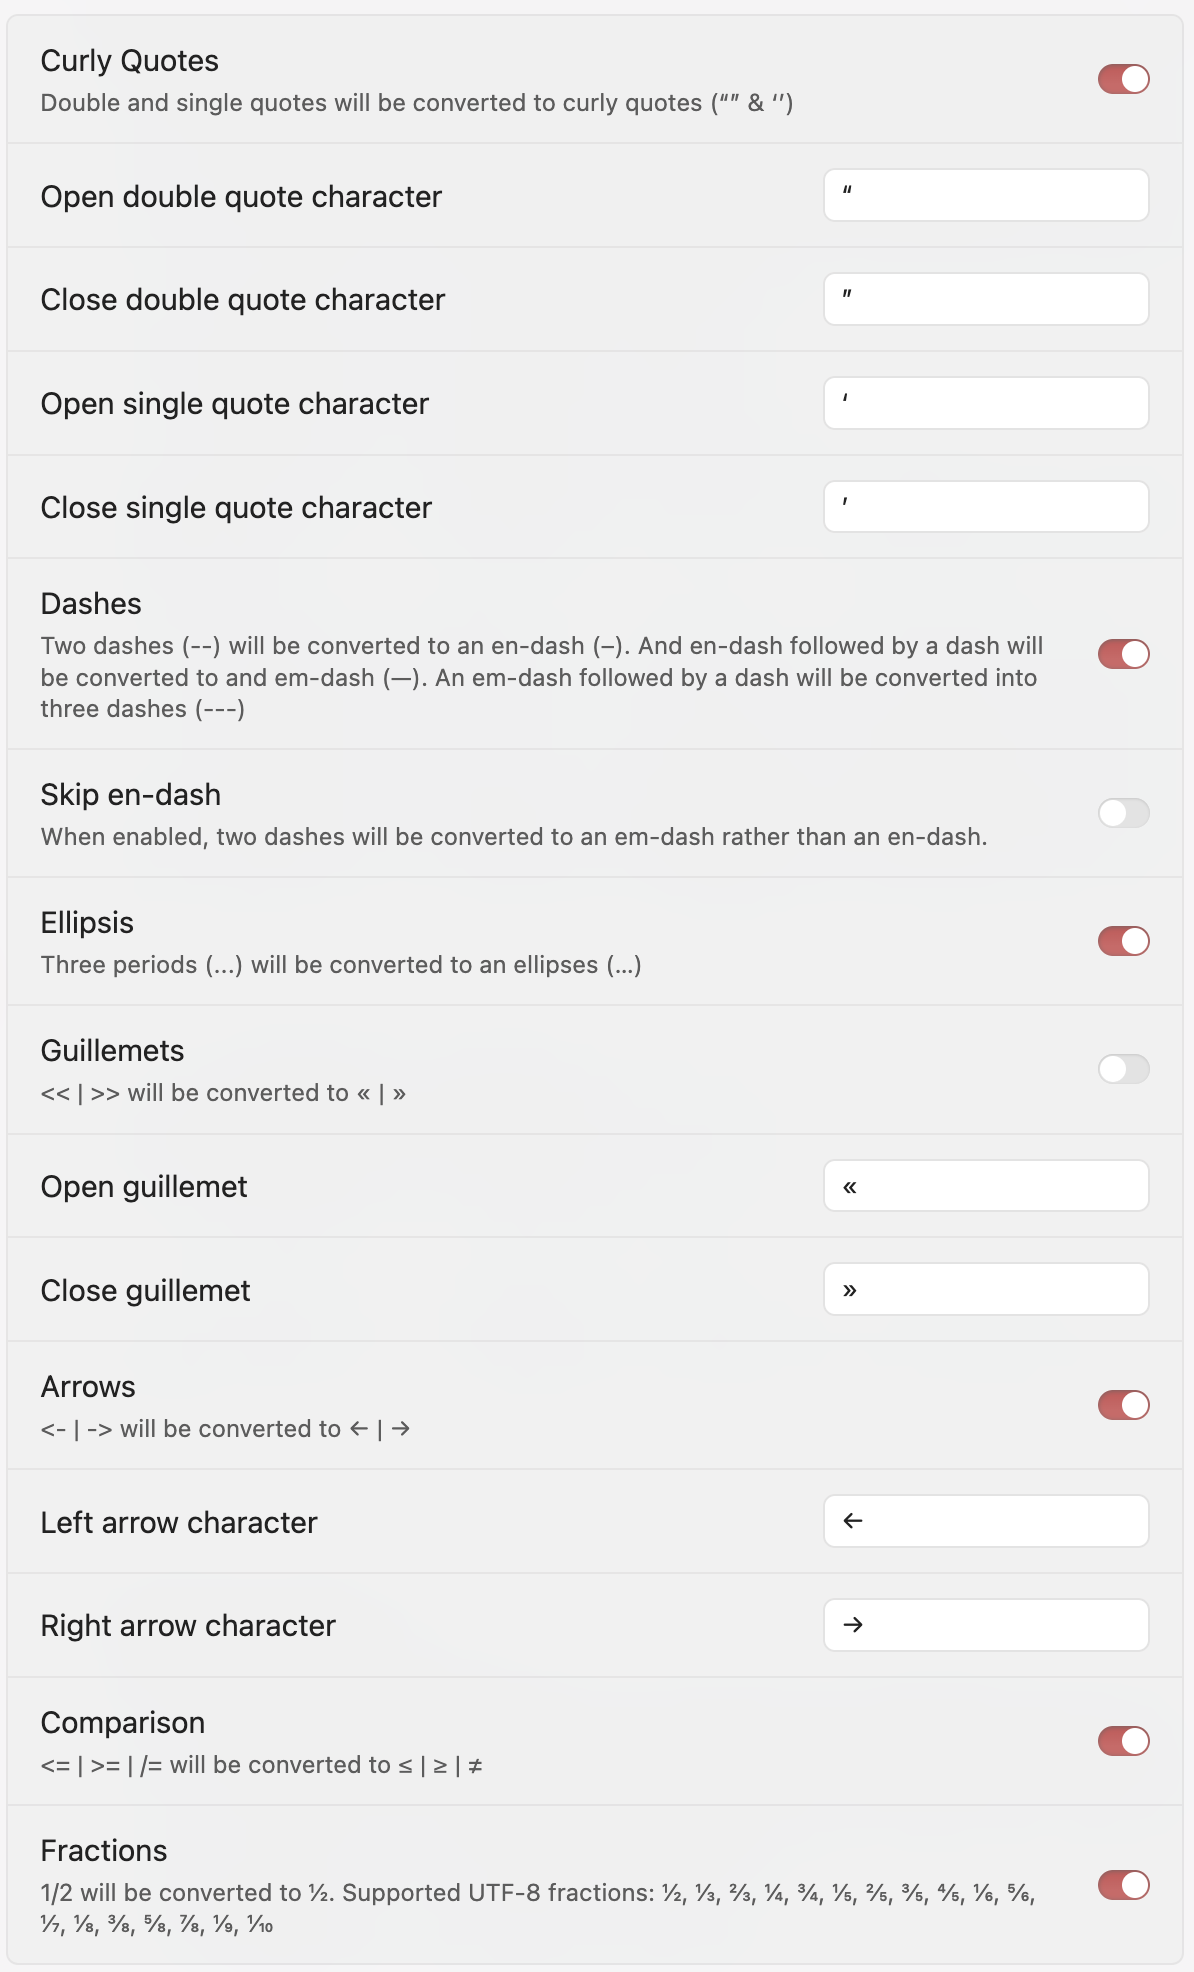 Curly Quotes
Double and single quotes will be converted to curly quotes (“” & ‘’)
Open double quote character
“
Close double quote character
”
Open single quote character
‘
Close single quote character
’
Dashes
Two dashes (--) will be converted to an en-dash (–). And en-dash followed by a dash will
be converted to and em-dash (—). An em-dash followed by a dash will be converted into
three dashes (---)
Skip en-dash
When enabled, two dashes will be converted to an em-dash rather than an en-dash.
Ellipsis
Three periods (...) will be converted to an ellipses (…)
Guillemets
<< | >> will be converted to « | »
Open guillemet
«
Close guillemet
»
Arrows
<- | -> will be converted to ← | →
Left arrow character
←
Right arrow character
→
Comparison
<= | >= | /= will be converted to ≤ | ≥ | ≠
Fractions
1/2 will be converted to ½. Supported UTF-8 fractions: ½, ⅓, ⅔, ¼, ¾, ⅕, ⅖, ⅗, ⅘, ⅙, ⅚,
⅐, ⅛, ⅜, ⅝, ⅞, ⅑, ⅒